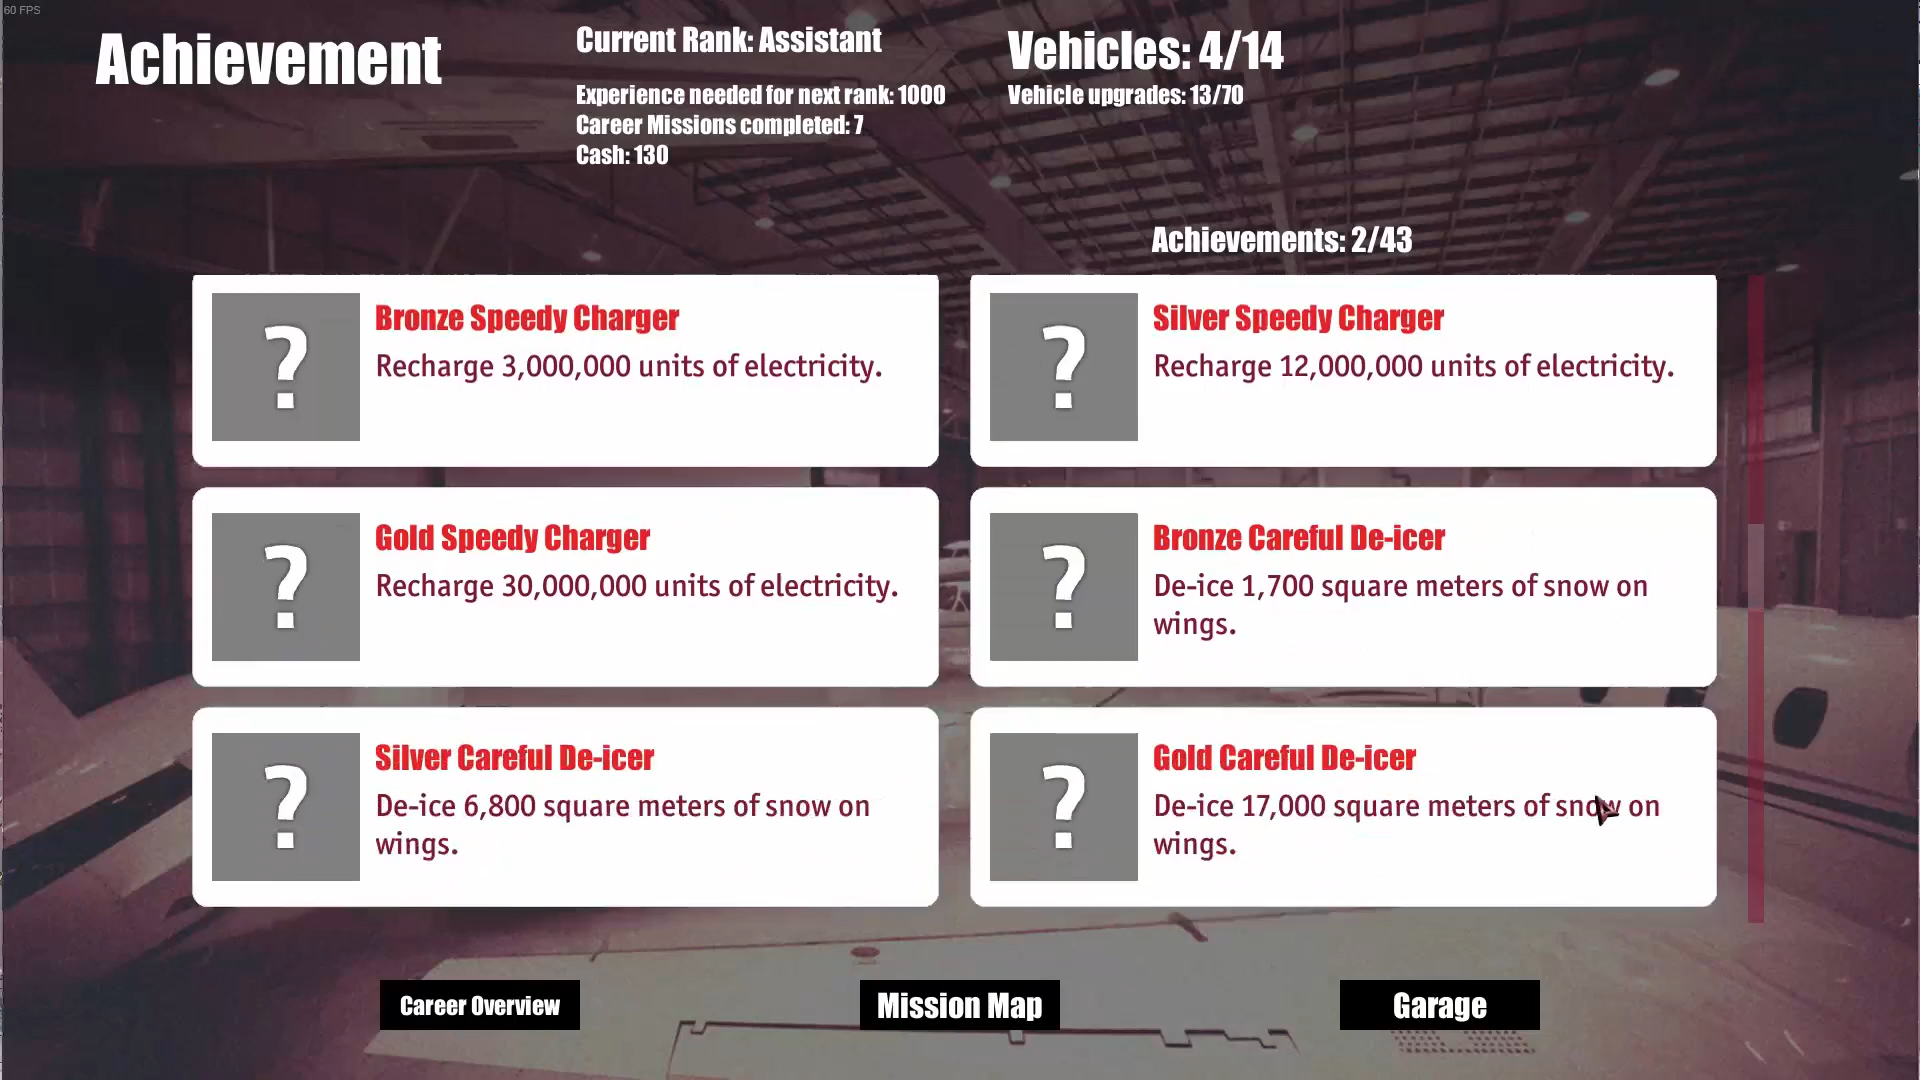 60 FPS
Achievement
Current Rank: Assistant
Experience needed for next rank: 1000
Career Missions completed: 7
Cash: 130
Vehicles: 4/14
Vehicle upgrades: 13/70
Achievements: 2/43
?
Bronze Speedy Charger
Recharge 3,000,000 units of electricity.
?
Silver Speedy Charger
Recharge 12,000,000 units of electricity.
?
Gold Speedy Charger
Recharge 30,000,000 units of electricity.
?
Bronze Careful De-icer
De-ice 1,700 square meters of snow on
wings.
?
Silver Careful De-icer
De-ice 6,800 square meters of snow on
wings.
?
Gold Careful De-icer
De-ice 17,000 square meters of snow on
wings.
Career Overview
Mission Map
Garage